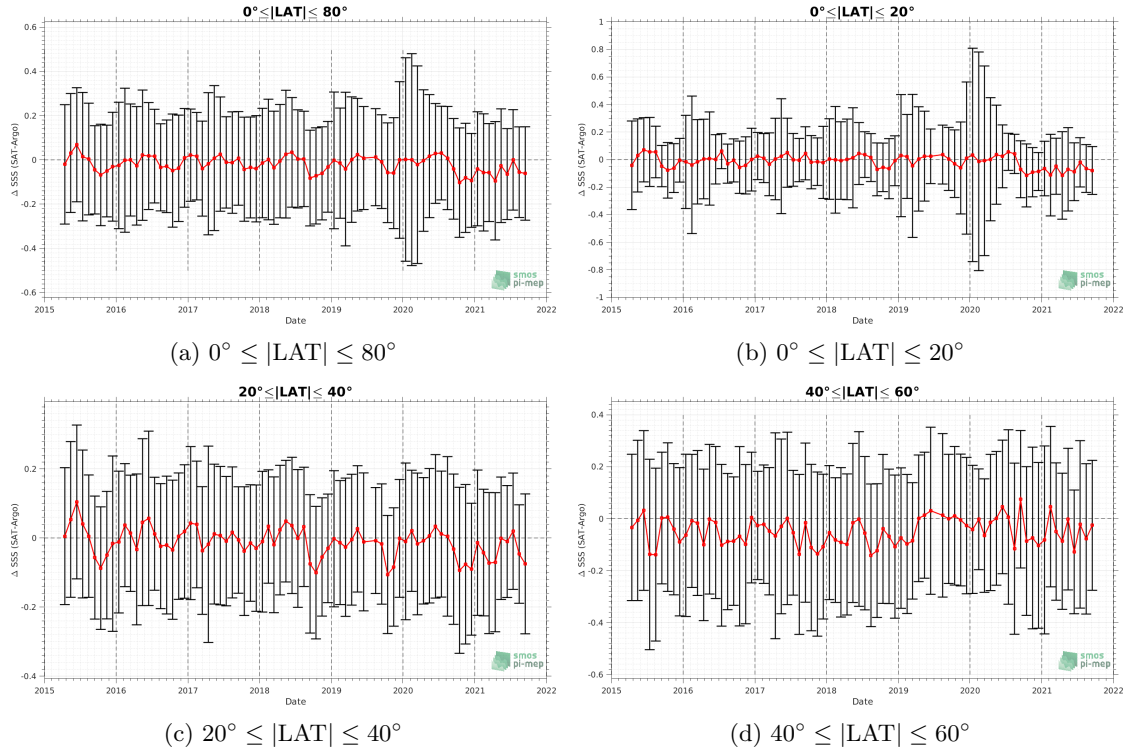 0°≤|LAT|≤ 80°
0.6
0.4
0.2
0
-0.2
-0.4
-0.6
Δ SSS (SAT-Argo)
2015 2016 2017 2018 2019 2020 2021 2022
Date
smos
pi-mep
(a) 0° ≤ |LAT| ≤ 80°
0°≤|LAT|≤ 20°
1
0.8
0.6
0.4
0.2
0
-0.2
-0.4
-0.6
-0.8
-1
Δ SSS (SAT-Argo)
2015 2016 2017 2018 2019 2020 2021 2022
Date
smos
pi-mep
(b) 0° ≤ |LAT| ≤ 20°
20°≤|LAT|≤ 40°
0.2
0
-0.2
-0.4
Δ SSS (SAT-Argo)
2015 2016 2017 2018 2019 2020 2021 2022
Date
smos
pi-mep
(c) 20° ≤ |LAT| ≤ 40°
40°≤|LAT|≤ 60°
0.4
0.2
0
-0.2
-0.4
-0.6
Δ SSS (SAT-Argo)
2015 2016 2017 2018 2019 2020 2021 2022
Date
smos
pi-mep
(d) 40° ≤ |LAT| ≤ 60°